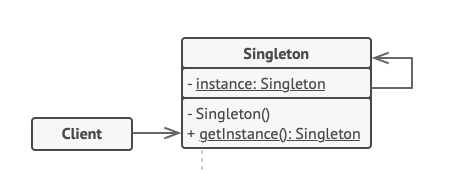 Singleton
- instance: Singleton
- Singleton()
+ getInstance(): Singleton
Client